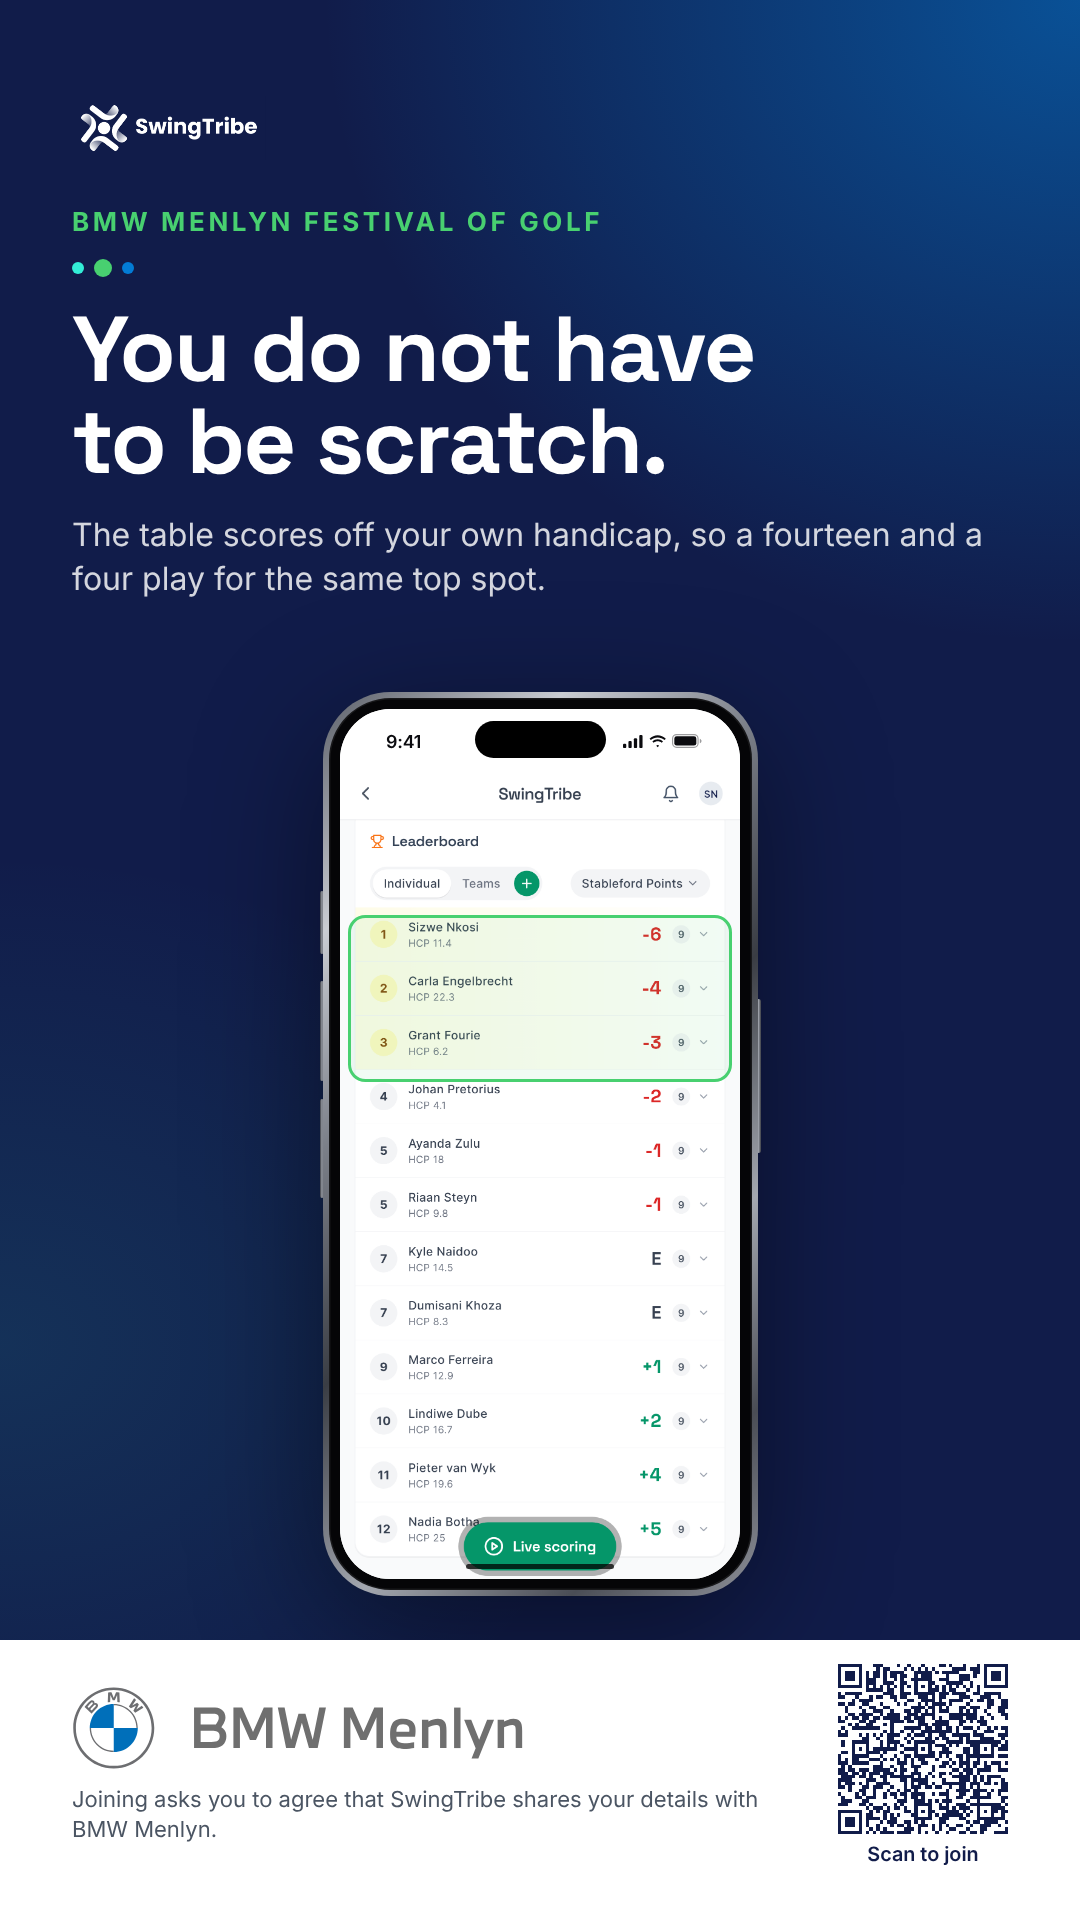 SwingTribe
BMW MENLYN FESTIVAL OF GOLF
You do not have
to be scratch.
The table scores off your own handicap, so a fourteen and a
four play for the same top spot.
9:41
SwingTribe
SN
Leaderboard
Individual Teams + Stableford Points
1 Sizwe Nkosi -6 9
HCP 11.4
2 Carla Engelbrecht -4 9
HCP 22.3
3 Grant Fourie -3 9
HCP 6.2
4 Johan Pretorius -2 9
HCP 4.1
5 Ayanda Zulu -1 9
HCP 18
5 Riaan Steyn -1 9
HCP 9.8
7 Kyle Naidoo E 9
HCP 14.5
7 Dumisani Khoza E 9
HCP 8.3
9 Marco Ferreira +1 9
HCP 12.9
10 Lindiwe Dube +2 9
HCP 16.7
11 Pieter van Wyk +4 9
HCP 19.6
12 Nadia Botha +5 9
HCP 25
Live scoring
BMW
BMW Menlyn
Joining asks you to agree that SwingTribe shares your details with
BMW Menlyn.
Scan to join